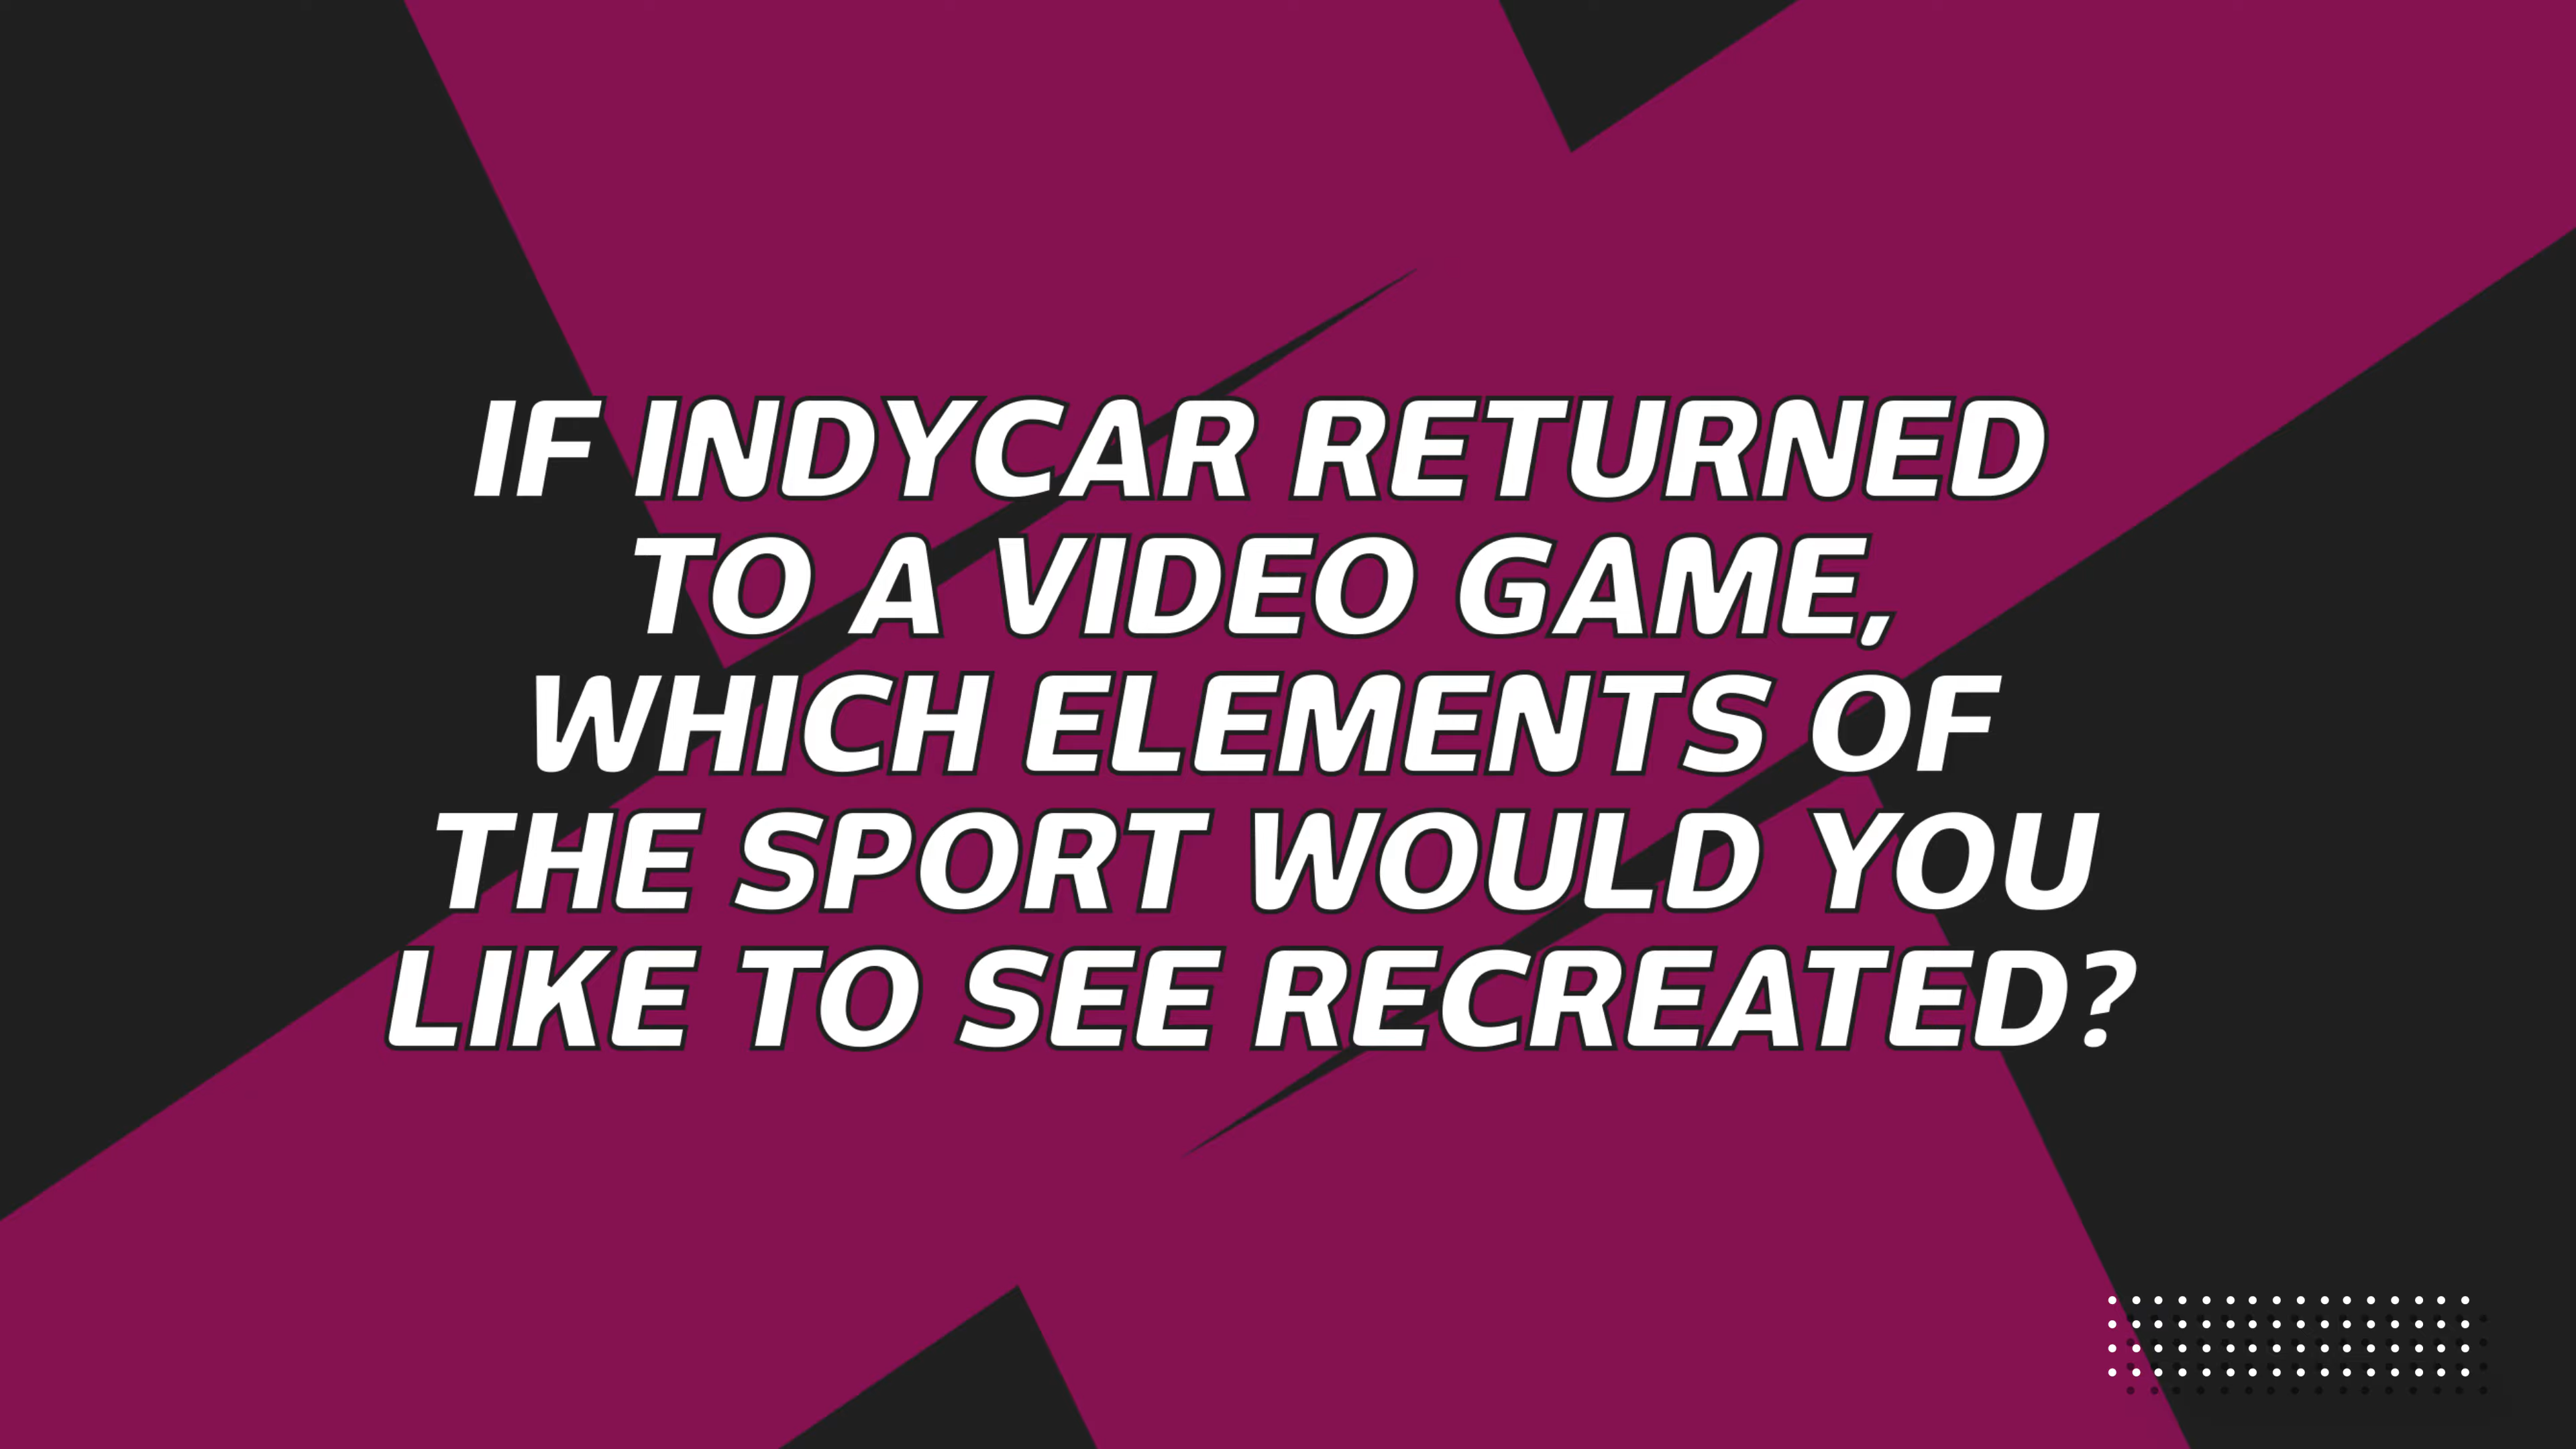 IF INDYCAR RETURNED
TO A VIDEO GAME,
WHICH ELEMENTS OF
THE SPORT WOULD YOU
LIKE TO SEE RECREATED?